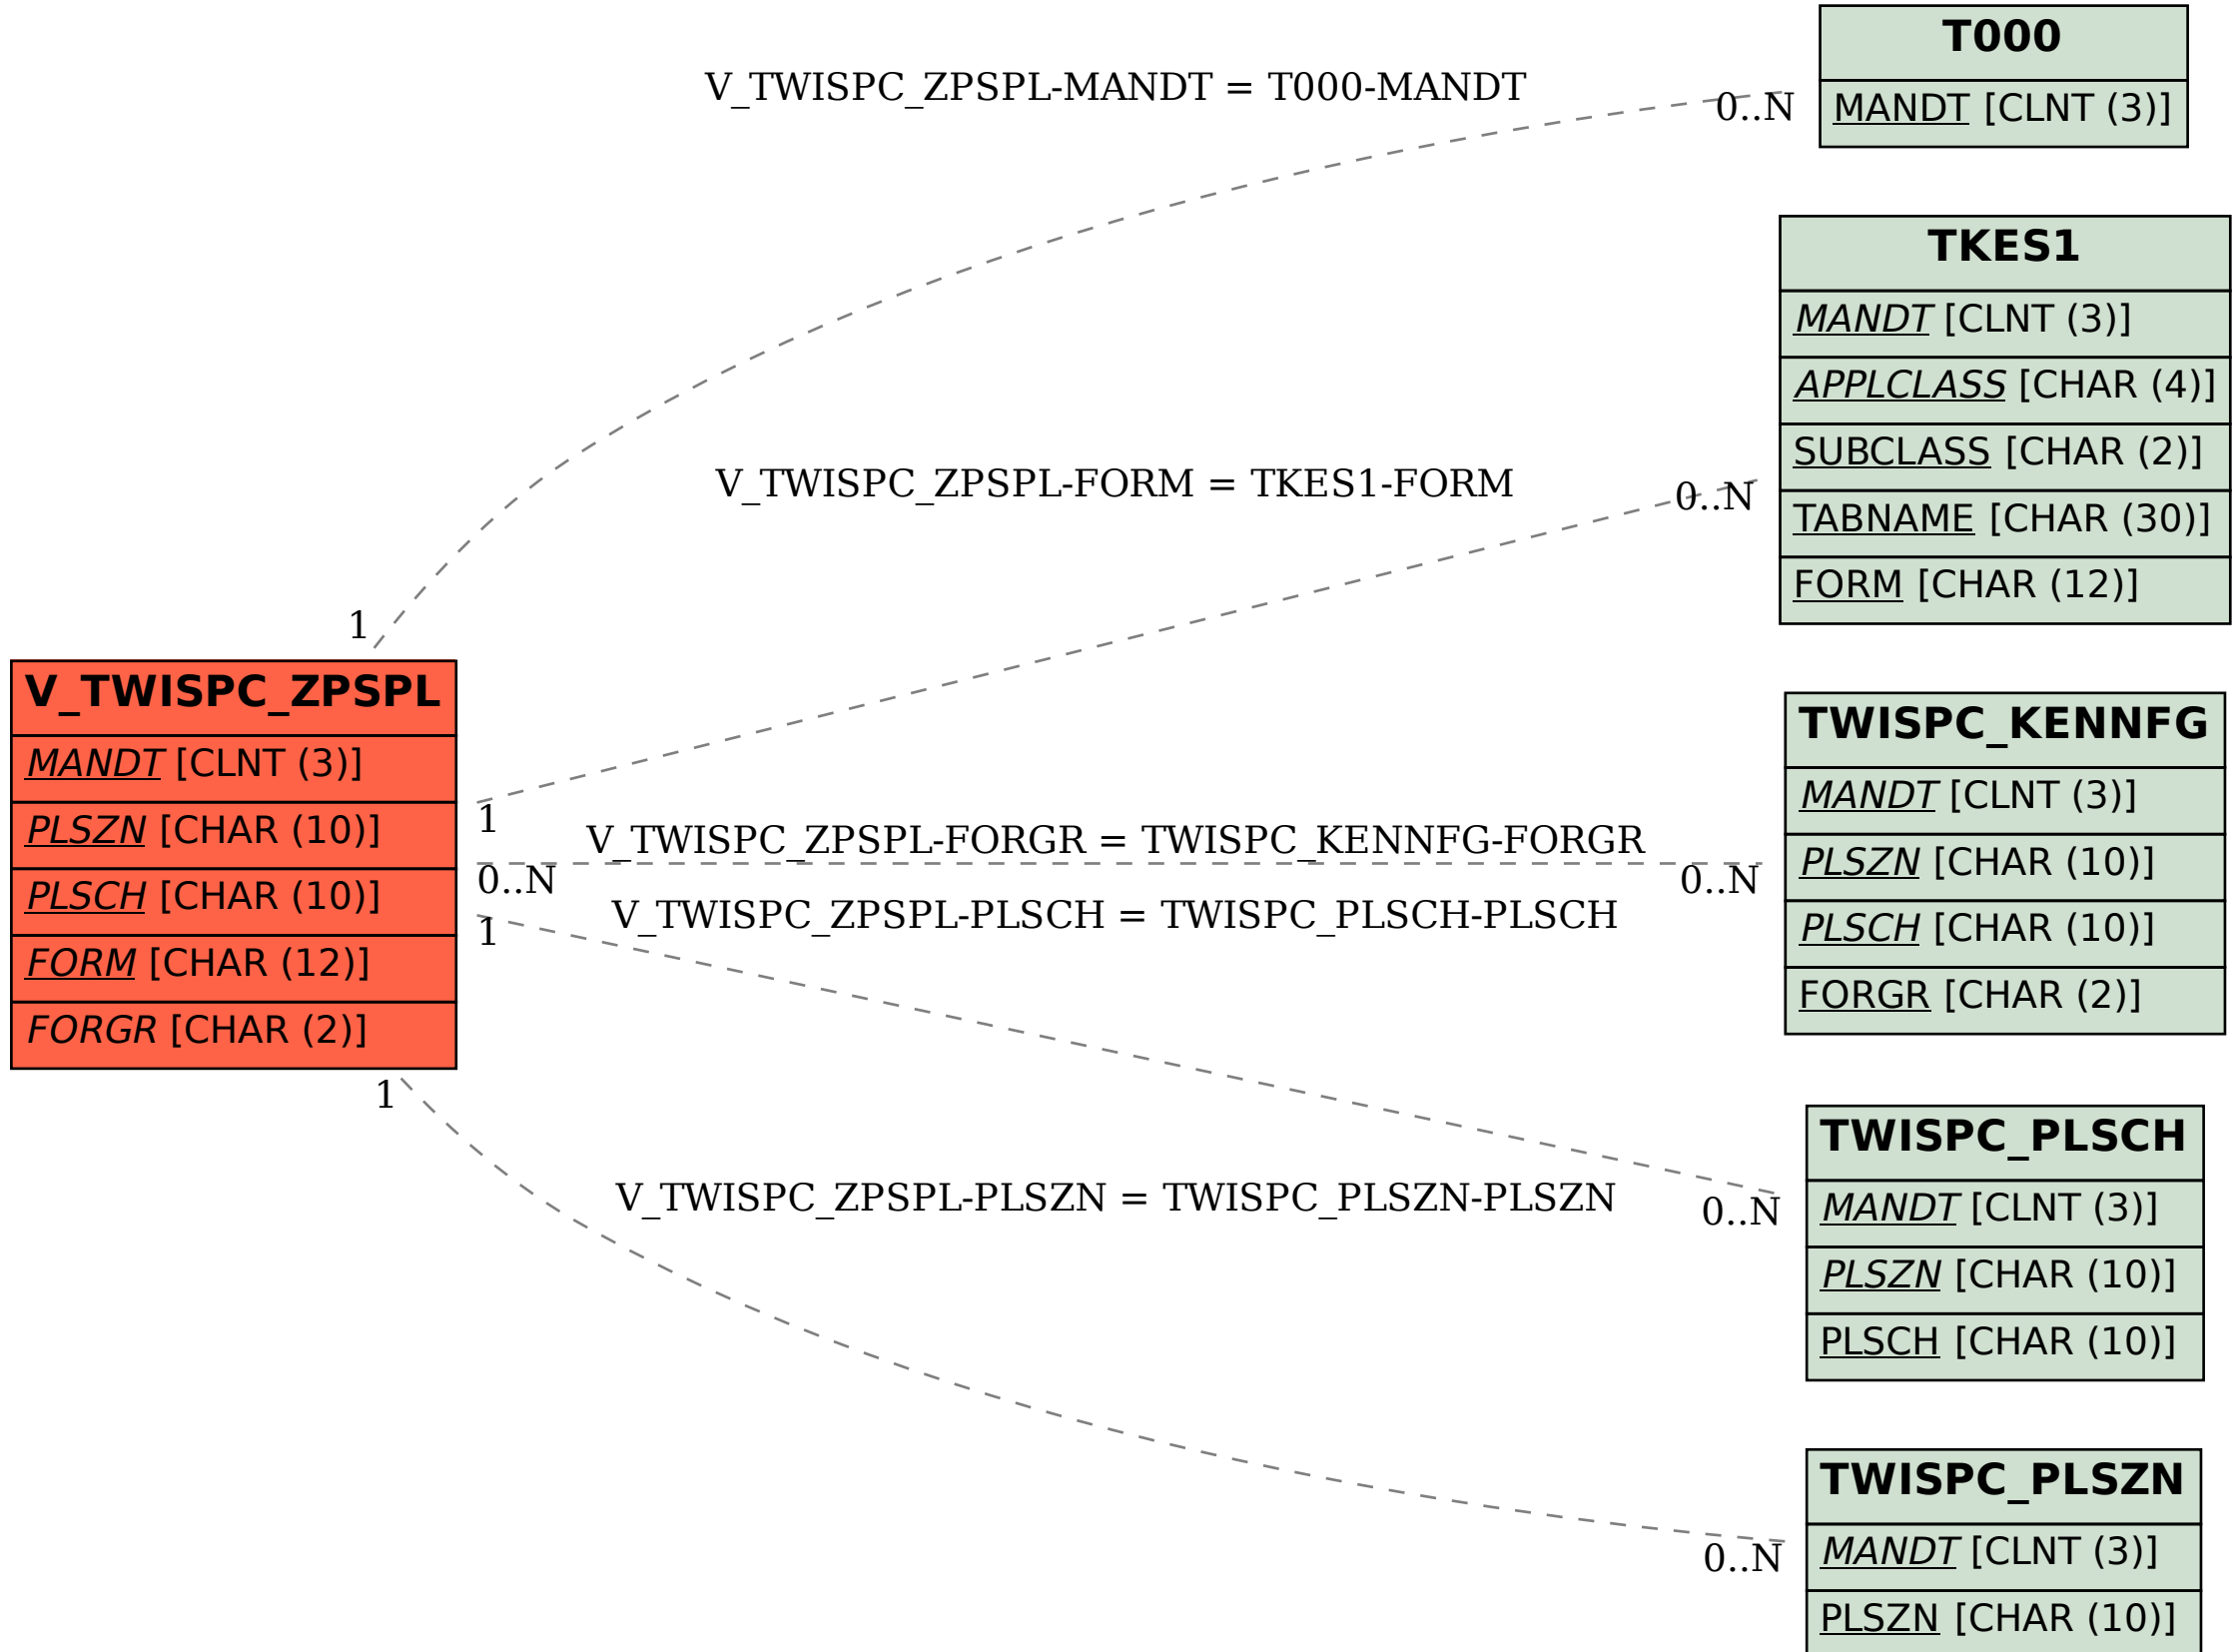 T000
MANDT [CLNT (3)]
V_TWISPC_ZPSPL-MANDT = T000-MANDT
0..N
1
TKES1
MANDT [CLNT (3)]
APPLCLASS [CHAR (4)]
SUBCLASS [CHAR (2)]
TABNAME [CHAR (30)]
FORM [CHAR (12)]
V_TWISPC_ZPSPL-FORM = TKES1-FORM
0..N
1
V_TWISPC_ZPSPL
MANDT [CLNT (3)]
PLSZN [CHAR (10)]
PLSCH [CHAR (10)]
FORM [CHAR (12)]
FORGR [CHAR (2)]
V_TWISPC_ZPSPL-FORGR = TWISPC_KENNFG-FORGR
0..N
0..N
TWISPC_KENNFG
MANDT [CLNT (3)]
PLSZN [CHAR (10)]
PLSCH [CHAR (10)]
FORGR [CHAR (2)]
V_TWISPC_ZPSPL-PLSCH = TWISPC_PLSCH-PLSCH
1
0..N
TWISPC_PLSCH
MANDT [CLNT (3)]
PLSZN [CHAR (10)]
PLSCH [CHAR (10)]
1
V_TWISPC_ZPSPL-PLSZN = TWISPC_PLSZN-PLSZN
0..N
TWISPC_PLSZN
MANDT [CLNT (3)]
PLSZN [CHAR (10)]